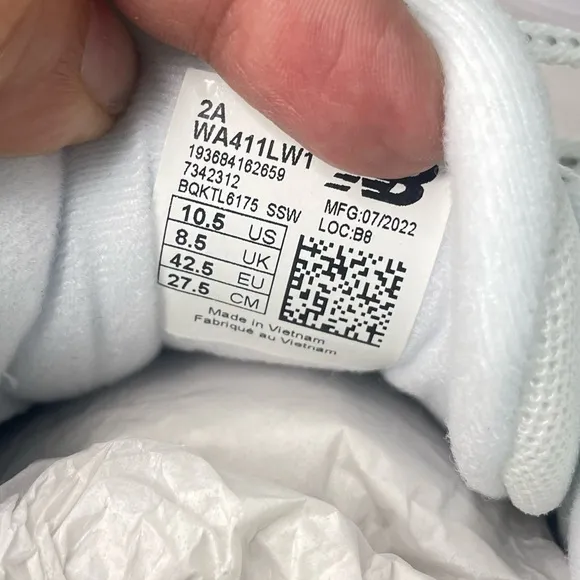 2A
WA411LW1
193684162659
7342312
BQKTL6175 SSW
10.5 US
8.5 UK
42.5 EU
27.5 CM
MFG:07/2022
LOC:B8
Made in Vietnam
Fabriqué au Vietnam